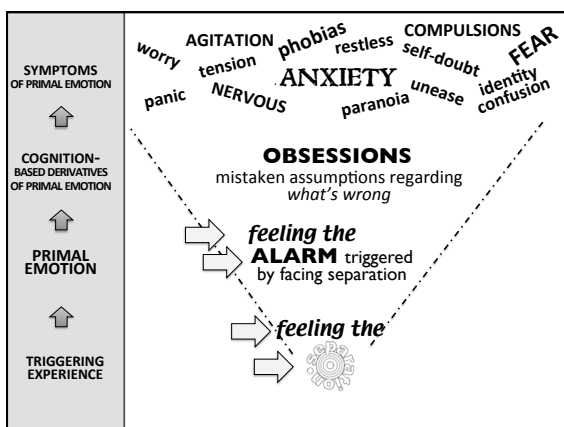 worry
AGITATION
phobias
restless
COMPULSIONS
self-doubt
FEAR
tension
ANXIETY
panic
NERVOUS
paranoia
unease
identity
confusion
SYMPTOMS
OF PRIMAL EMOTION
COGNITION-
BASED DERIVATIVES
OF PRIMAL EMOTION
OBSESSIONS
mistaken assumptions regarding
what's wrong
PRIMAL
EMOTION
feeling the
ALARM triggered
by facing separation
TRIGGERING
EXPERIENCE
feeling the
separation